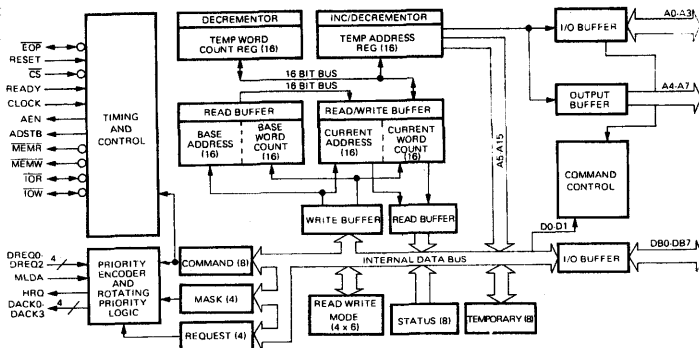 DECREMENTOR
TEMP WORD
COUNT REG (16)
INC/DECREMENTOR
TEMP ADDRESS
REG (16)
I/O BUFFER
A0-A3
16 BIT BUS
16 BIT BUS
OUTPUT
BUFFER
A4-A7
EOP
RESET
CS
READY
CLOCK
AEN
ADSTB
MEMR
MEMW
IOR
IOW
TIMING
AND
CONTROL
READ BUFFER
BASE
ADDRESS
(16)
BASE
WORD
COUNT
(16)
READ/WRITE BUFFER
CURRENT
ADDRESS
(16)
CURRENT
WORD
COUNT
(16)
A5 A15
COMMAND
CONTROL
WRITE BUFFER
READ BUFFER
D0-D1
DREQ0-
DREQ2
4
MLDA
HRQ
DACK0-
DACK3
4
PRIORITY
ENCODER
AND
ROTATING
PRIORITY
LOGIC
COMMAND (8)
MASK (4)
REQUEST (4)
INTERNAL DATA BUS
I/O BUFFER
DB0-DB7
READ WRITE
MODE
(4 x 6)
STATUS (8)
TEMPORARY (8)